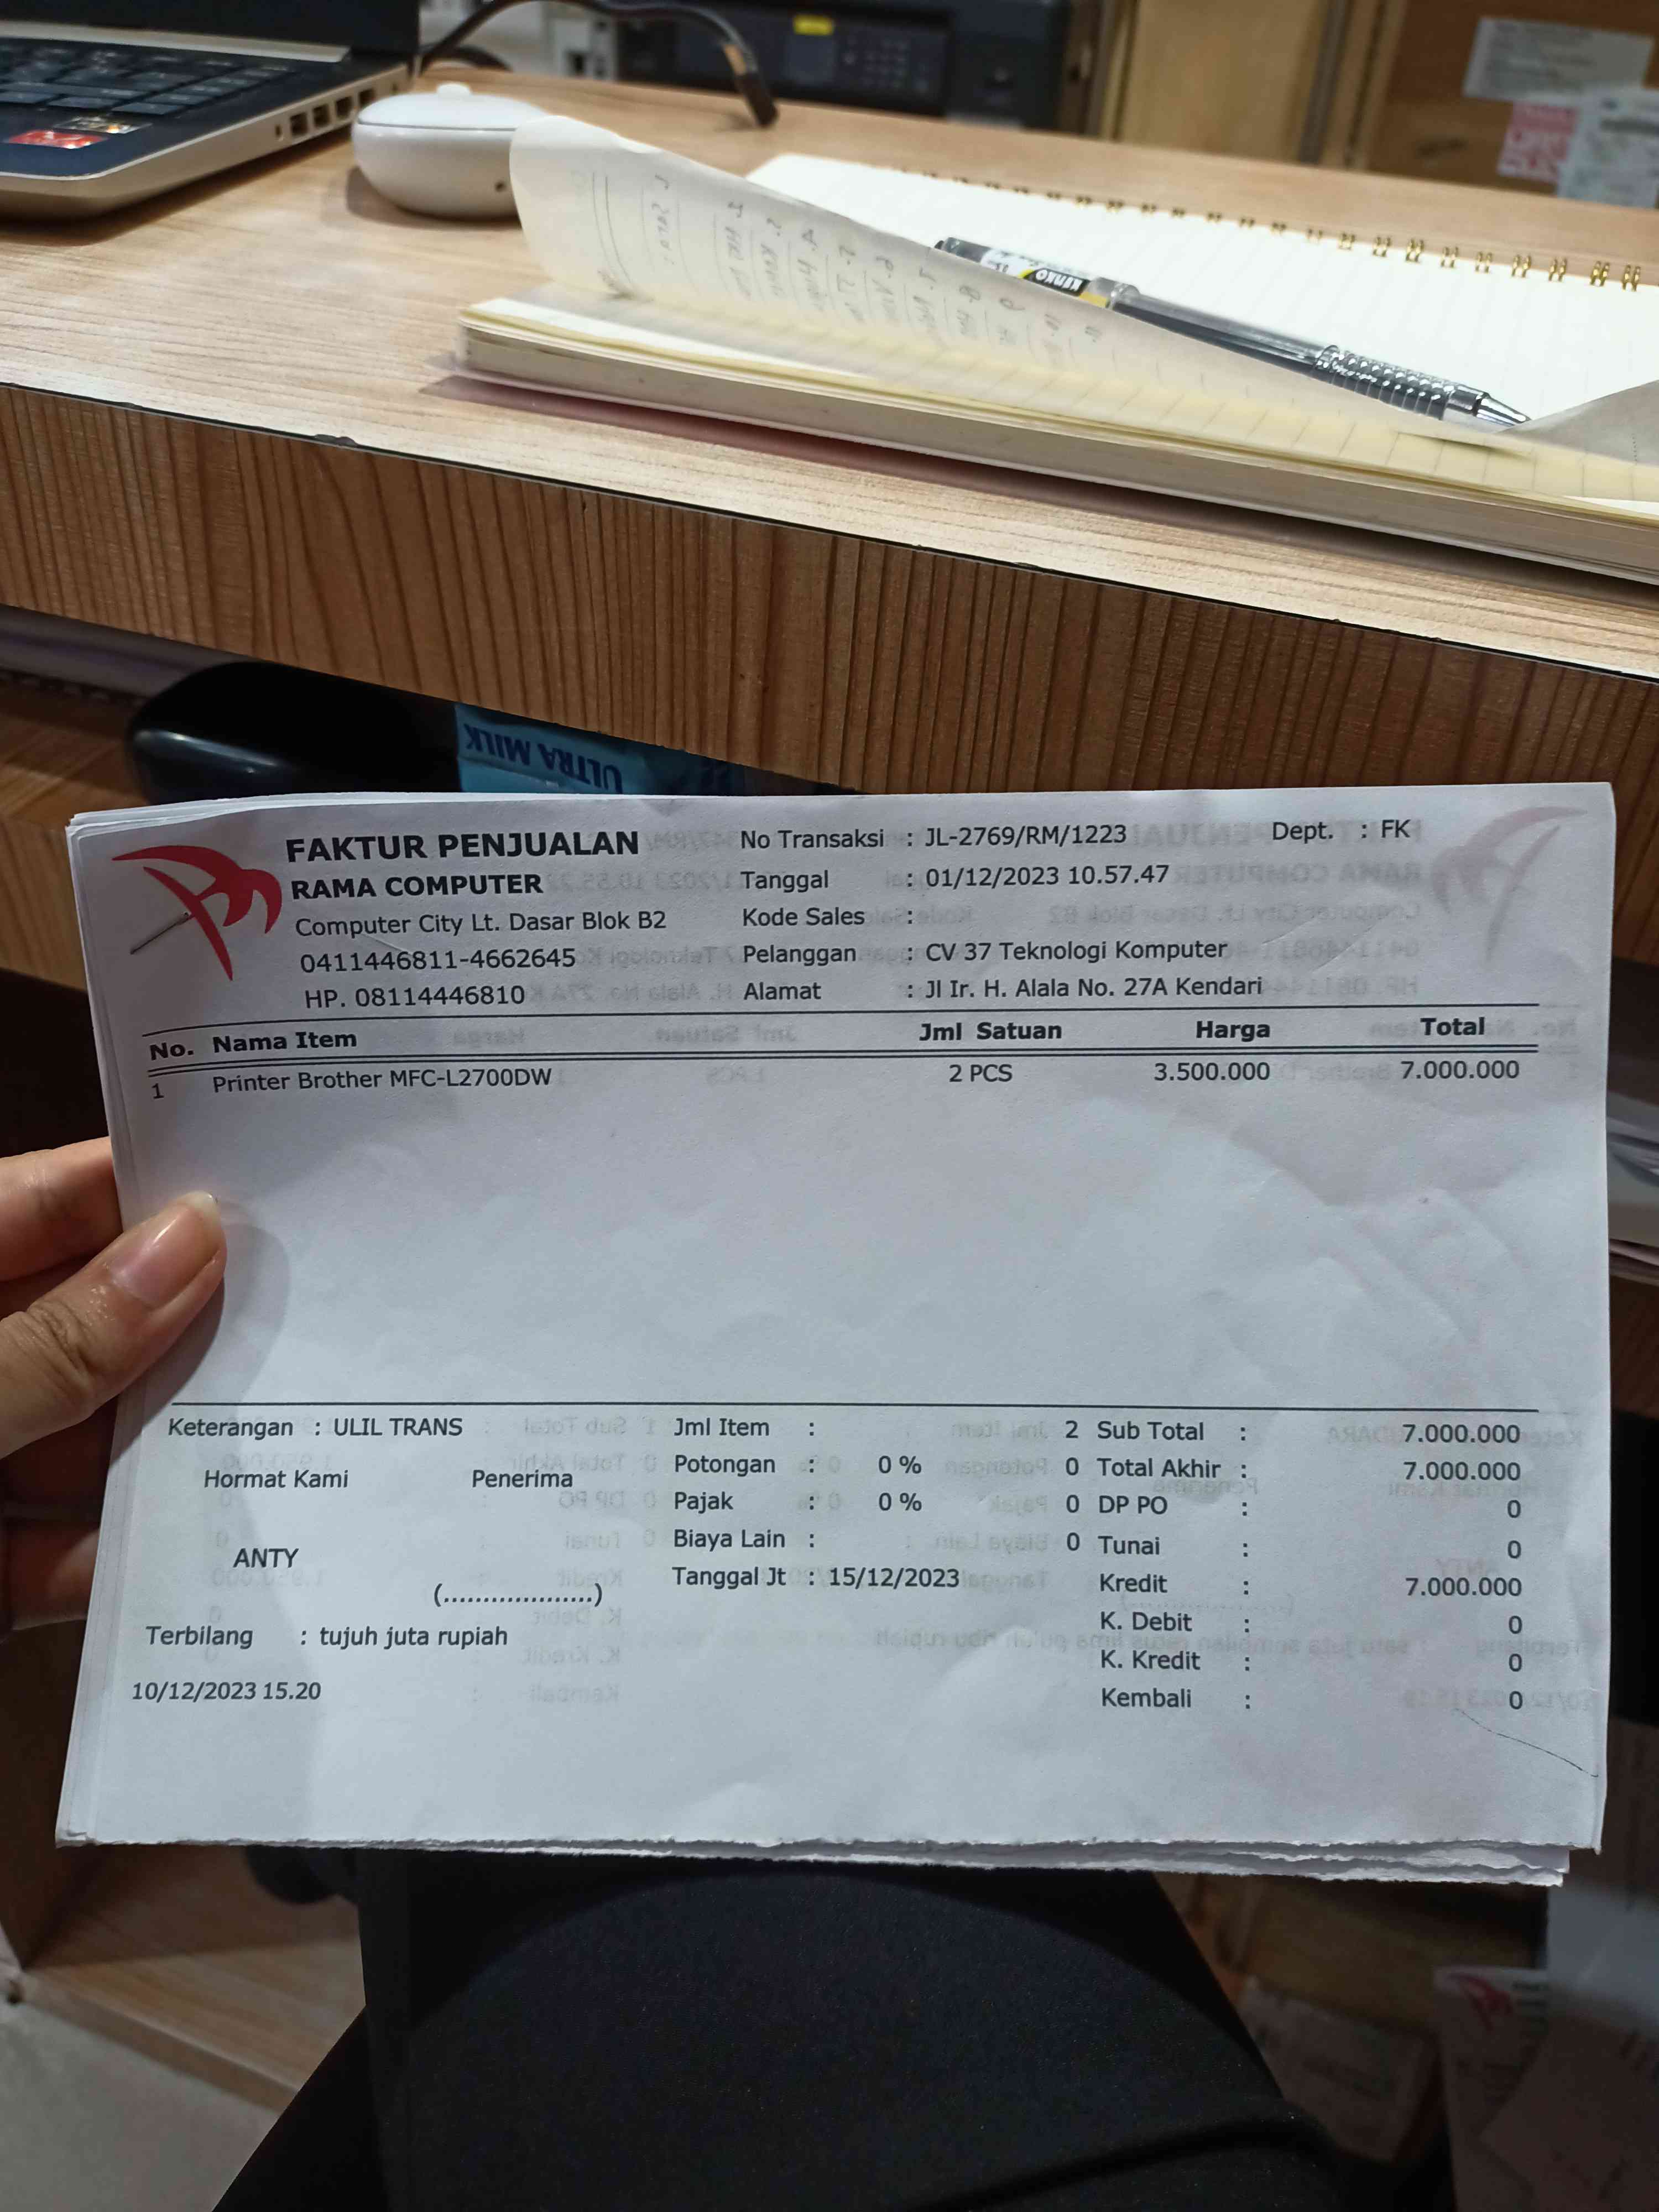 KENKO
ULTRA MILK
FAKTUR PENJUALAN
RAMA COMPUTER
Computer City Lt. Dasar Blok B2
0411446811-4662645
HP. 08114446810
No Transaksi : JL-2769/RM/1223 Dept. : FK
Tanggal : 01/12/2023 10.57.47
Kode Sales :
Pelanggan : CV 37 Teknologi Komputer
Alamat : Jl Ir. H. Alala No. 27A Kendari
No. Nama Item Jml Satuan Harga Total
1 Printer Brother MFC-L2700DW 2 PCS 3.500.000 7.000.000
Keterangan : ULIL TRANS
Hormat Kami Penerima
ANTY
(...................)
Terbilang : tujuh juta rupiah
10/12/2023 15.20
Jml Item : 2
Potongan : 0 % 0
Pajak : 0 % 0
Biaya Lain : 0
Tanggal Jt : 15/12/2023
Sub Total : 7.000.000
Total Akhir : 7.000.000
DP PO : 0
Tunai : 0
Kredit : 7.000.000
K. Debit : 0
K. Kredit : 0
Kembali : 0